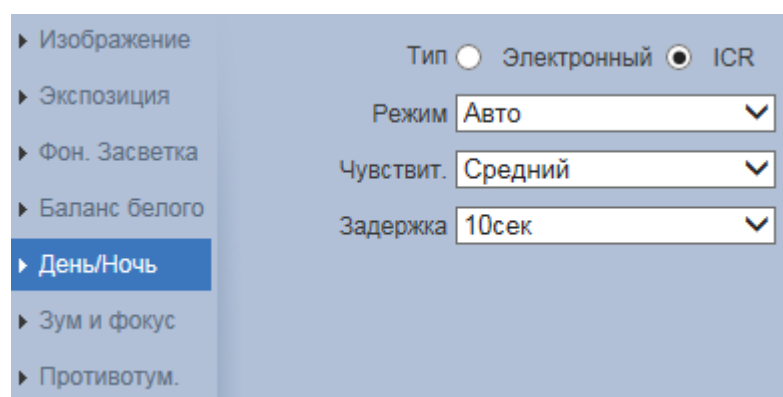 Изображение
Экспозиция
Фон. Засветка
Баланс белого
День/Ночь
Зум и фокус
Противотум.
Тип Электронный ICR
Режим Авто
Чувствит. Средний
Задержка 10сек